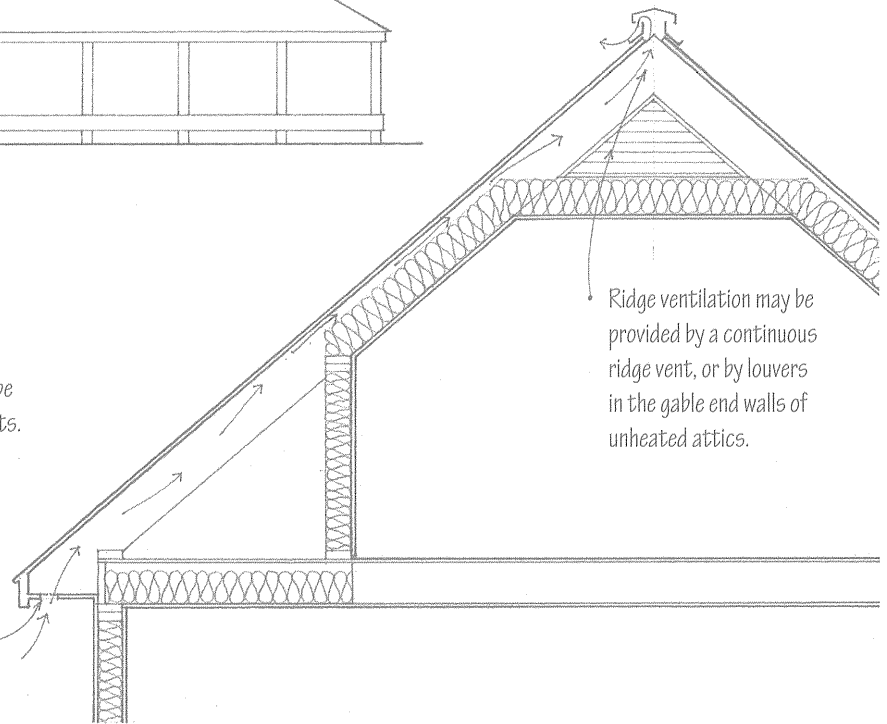 ts.
Ridge ventilation may be
provided by a continuous
ridge vent, or by louvers
in the gable end walls of
unheated attics.